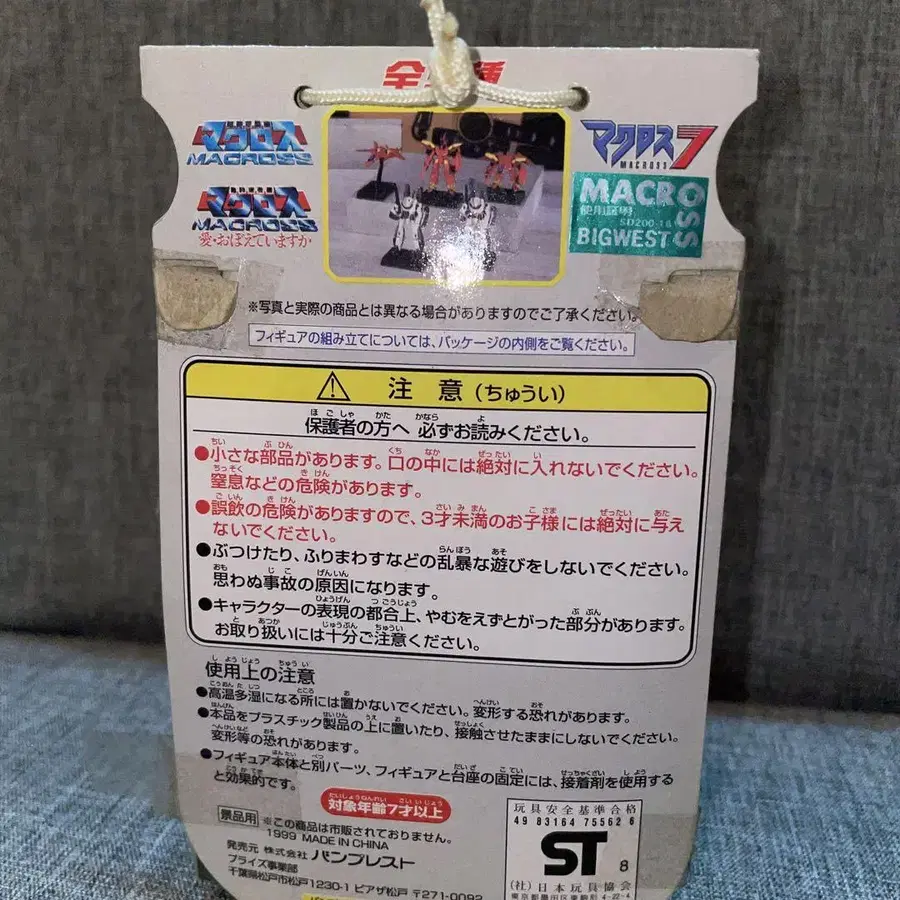 全 種
マクロス
MACROSS
マクロス
MACROSS
愛・おぼえていますか
マクロス7
MACROSS
MACROSS
使用証明
SD200-18
BIGWEST
※写真と実際の商品とは異なる場合がありますのでご了承ください。
フィギュアの組み立てについては、パッケージの内側をご覧ください。
注意(ちゅうい)
保護者の方へ 必ずお読みください。
●小さな部品があります。口の中には絶対に入れないでください。
窒息などの危険があります。
●誤飲の危険がありますので、3才未満のお子様には絶対に与え
ないでください。
●ぶつけたり、ふりまわすなどの乱暴な遊びをしないでください。
思わぬ事故の原因になります。
●キャラクターの表現の都合上、やむをえずとがった部分があります。
お取り扱いには十分ご注意ください。
使用上の注意
●高温多湿になる所には置かないでください。変形する恐れがあります。
●本品をプラスチック製品の上に置いたり、接触させたままにしないでください。
変形等の恐れがあります。
●フィギュア本体と別パーツ、フィギュアと台座の固定には、接着剤を使用する
と効果的です。
対象年齢7才以上
景品用 ※この商品は市販されておりません。
1999 MADE IN CHINA
発売元 株式会社 バンプレスト
プライズ事業部
千葉県松戸市松戸1230-1 ピアザ松戸 〒271-0092
玩具安全基準合格
49 83164 75562 6
ST 8
(社)日本玩具協会
東京都墨田区東駒形 4-22-4